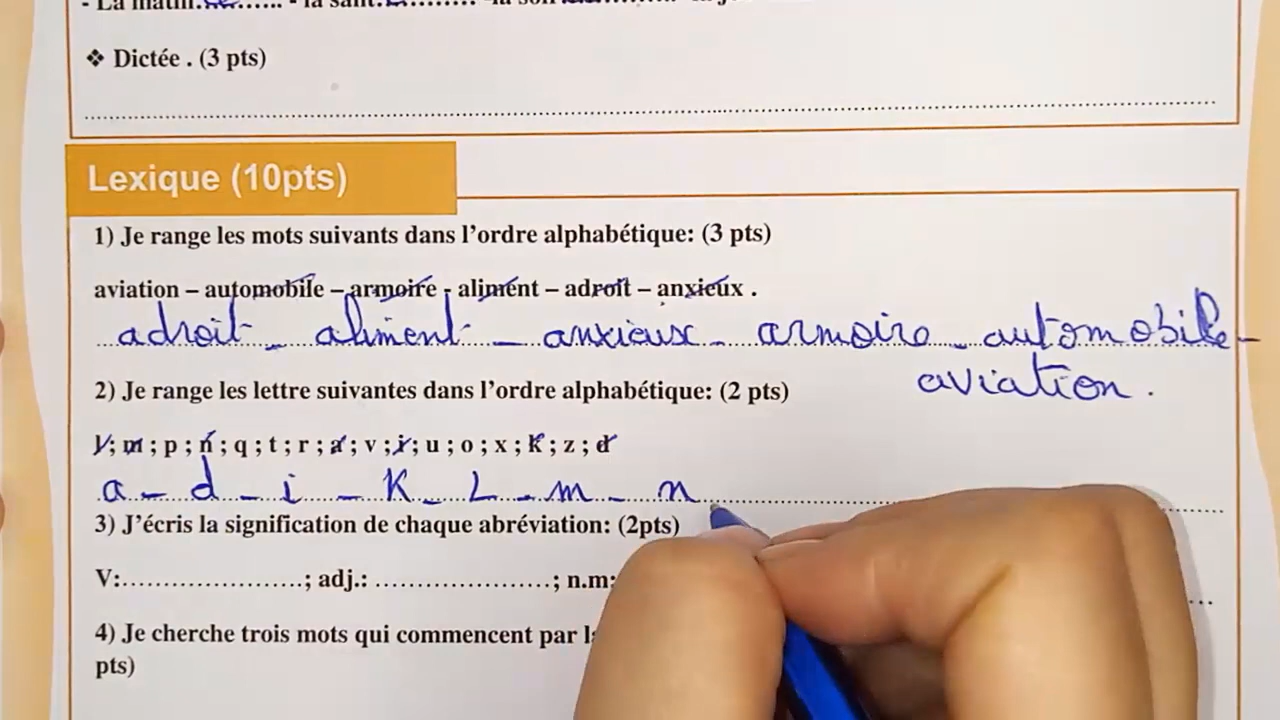 - La matin
❖ Dictée . (3 pts)
Lexique (10pts)
1) Je range les mots suivants dans l'ordre alphabétique: (3 pts)
aviation – automobile – armoire - aliment – adroit – anxieux .
adroit - aliment - anxieux - armoire - automobile -
aviation .
2) Je range les lettre suivantes dans l'ordre alphabétique: (2 pts)
l; m ; p ; n ; q ; t ; r ; a ; v ; i ; u ; o ; x ; k ; z ; d
a - d - i - K - L - m - n
3) J'écris la signification de chaque abréviation: (2pts)
V:....................; adj.: ....................; n.m:
4) Je cherche trois mots qui commencent par
pts)